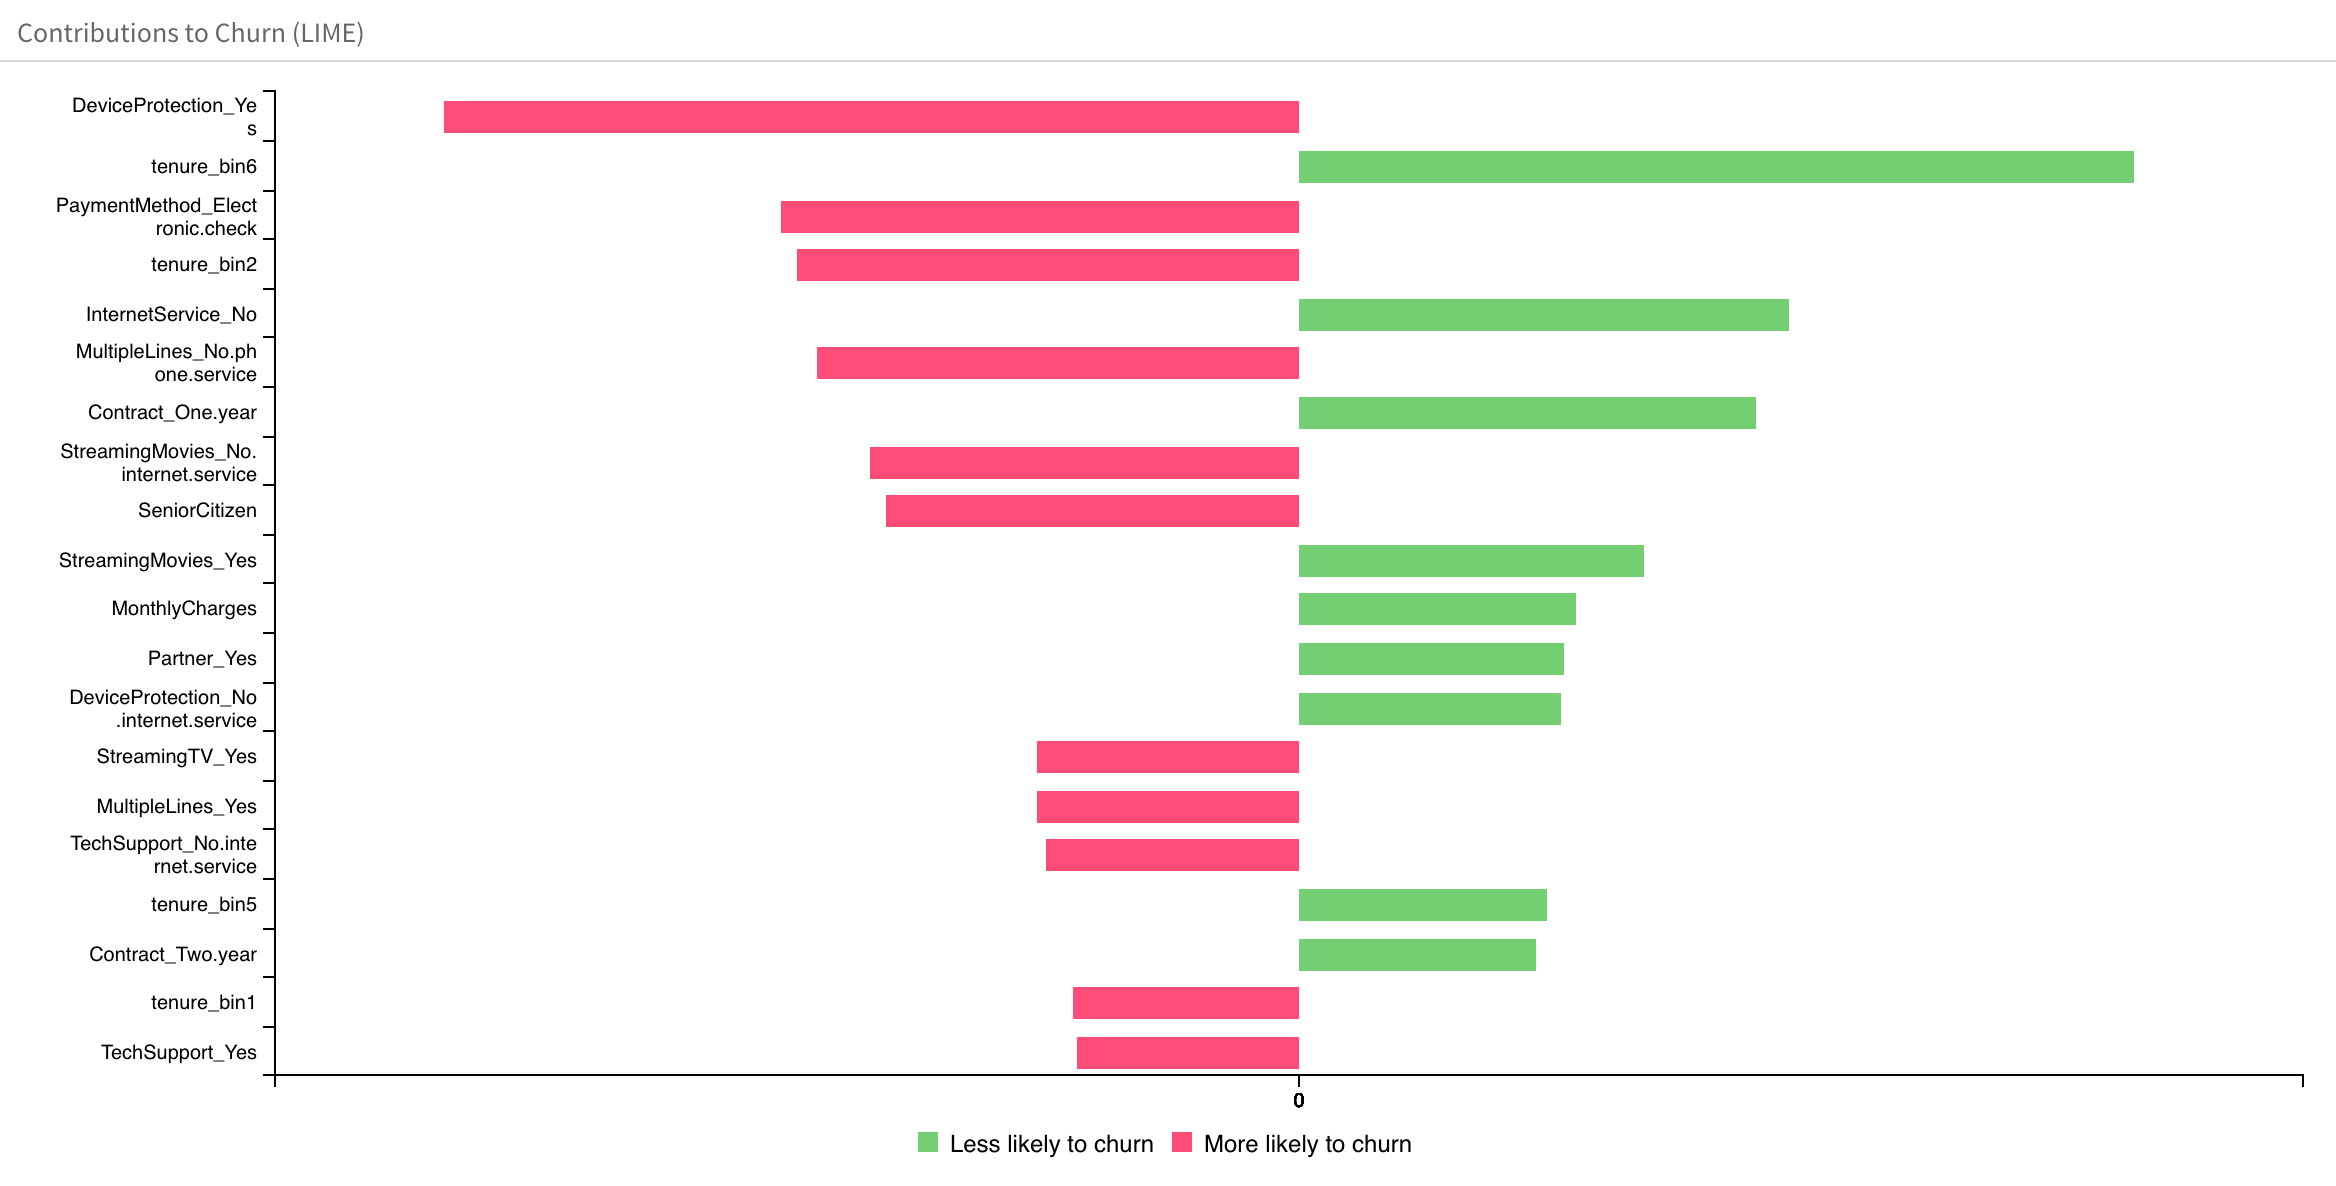 Contributions to Churn (LIME)
DeviceProtection_Ye
s
tenure_bin6
PaymentMethod_Elect
ronic.check
tenure_bin2
InternetService_No
MultipleLines_No.ph
one.service
Contract_One.year
StreamingMovies_No.
internet.service
SeniorCitizen
StreamingMovies_Yes
MonthlyCharges
Partner_Yes
DeviceProtection_No
.internet.service
StreamingTV_Yes
MultipleLines_Yes
TechSupport_No.inte
rnet.service
tenure_bin5
Contract_Two.year
tenure_bin1
TechSupport_Yes
0
Less likely to churn More likely to churn